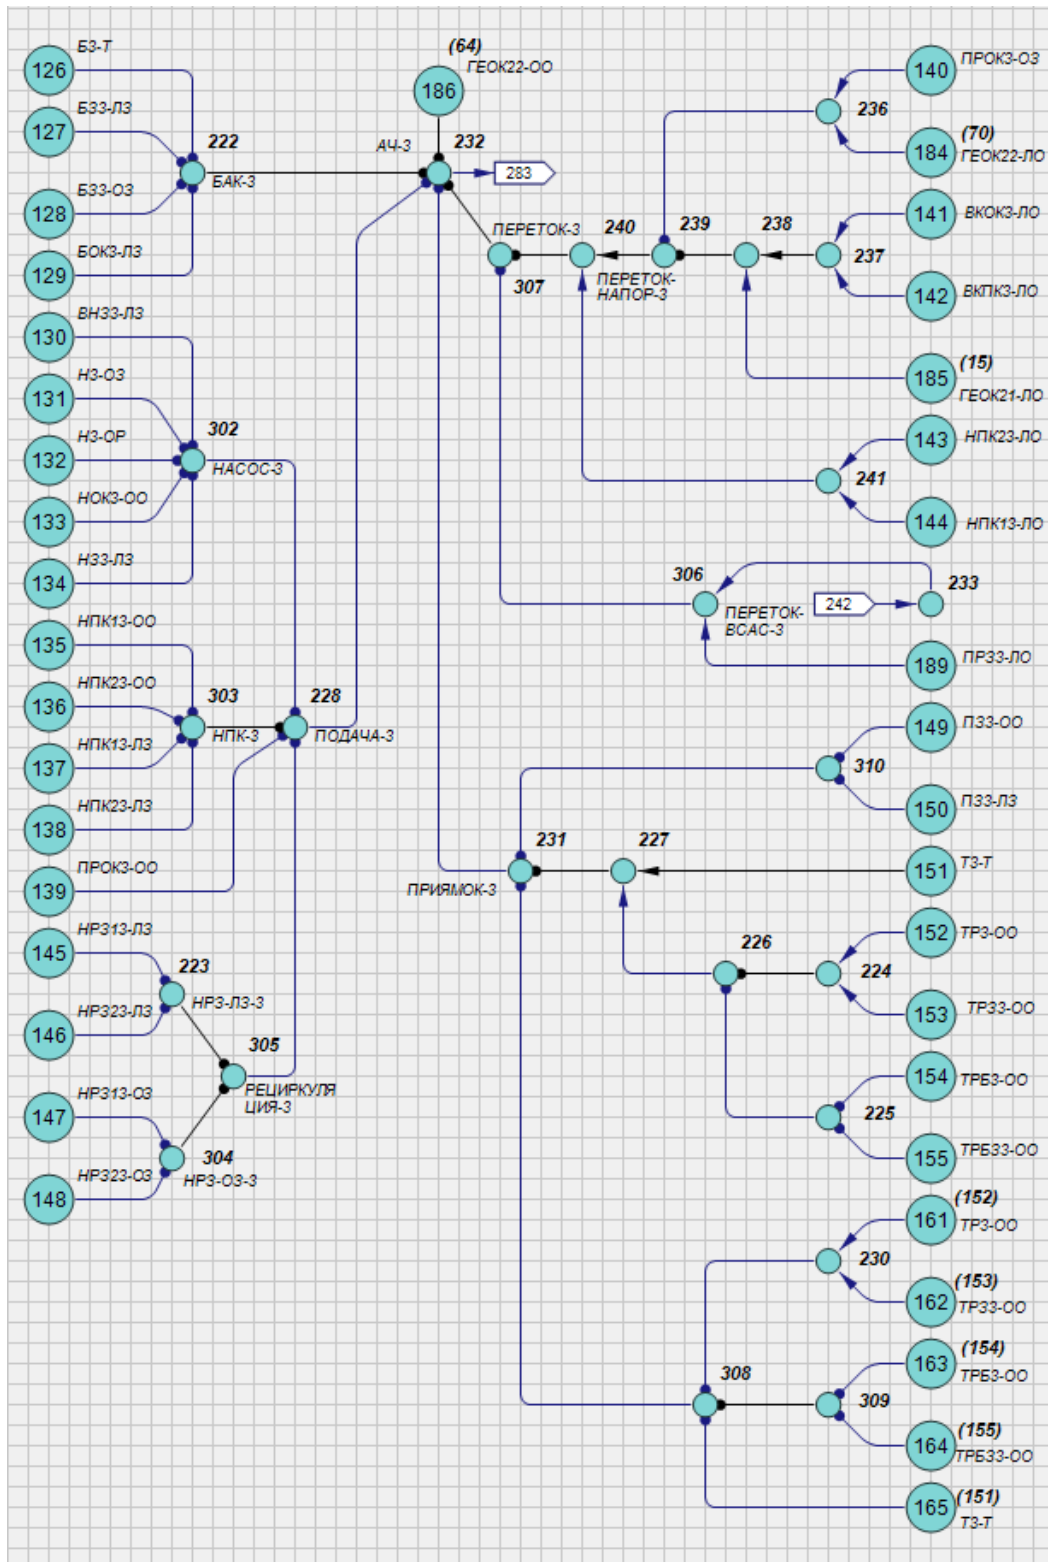 БЗ-Т
126
БЗЗ-ЛЗ
127
БЗЗ-ОЗ
128
БОКЗ-ЛЗ
129
222
БАК-3
ВНЗЗ-ЛЗ
130
НЗ-ОЗ
131
НЗ-ОР
132
НОКЗ-ОО
133
НЗЗ-ЛЗ
134
302
НАСОС-3
НПК13-ОО
135
НПК23-ОО
136
НПК13-ЛЗ
137
НПК23-ЛЗ
138
303
НПК-3
228
ПОДАЧА-3
ПРОКЗ-ОО
139
НРЗ13-ЛЗ
145
НРЗ23-ЛЗ
146
223
НРЗ-ЛЗ-3
НРЗ13-ОЗ
147
НРЗ23-ОЗ
148
304
НРЗ-ОЗ-3
305
РЕЦИРКУЛЯ
ЦИЯ-3
(64)
ГЕОК22-ОО
186
АЧ-3
232
283
ПЕРЕТОК-3
307
240
ПЕРЕТОК-
НАПОР-3
239
238
237
236
140
ПРОКЗ-ОЗ
184
(70)
ГЕОК22-ЛО
141
ВКОКЗ-ЛО
142
ВКПКЗ-ЛО
185
(15)
ГЕОК21-ЛО
143
НПК23-ЛО
241
144
НПК13-ЛО
306
ПЕРЕТОК-
ВСАС-3
242
233
189
ПРЗЗ-ЛО
149
ПЗЗ-ОО
310
150
ПЗЗ-ЛЗ
231
ПРИЯМОК-3
227
151
ТЗ-Т
226
152
ТРЗ-ОО
224
153
ТРЗЗ-ОО
154
ТРБЗ-ОО
225
155
ТРБЗЗ-ОО
161
(152)
ТРЗ-ОО
230
162
(153)
ТРЗЗ-ОО
163
(154)
ТРБЗ-ОО
308
309
164
(155)
ТРБЗЗ-ОО
165
(151)
ТЗ-Т